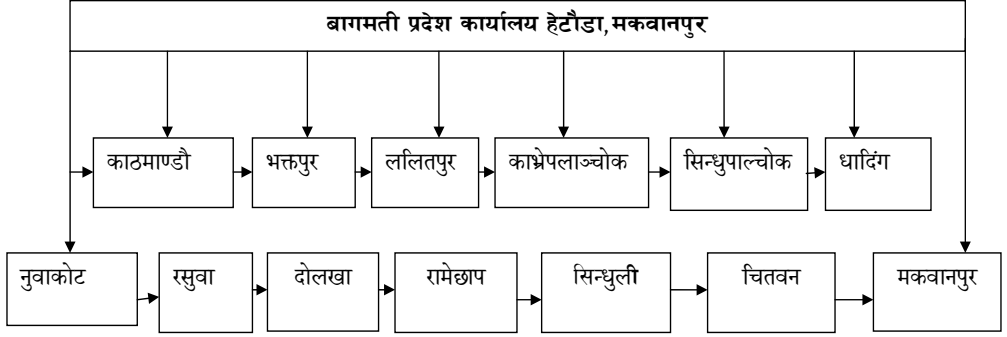 बागमती प्रदेश कार्यालय हेटौडा, मकवानपुर
काठमाण्डौ
भक्तपुर
ललितपुर
काभ्रेपलाञ्चोक
सिन्धुपाल्चोक
धादिंग
नुवाकोट
रसुवा
दोलखा
रामेछाप
सिन्धुली
चितवन
मकवानपुर